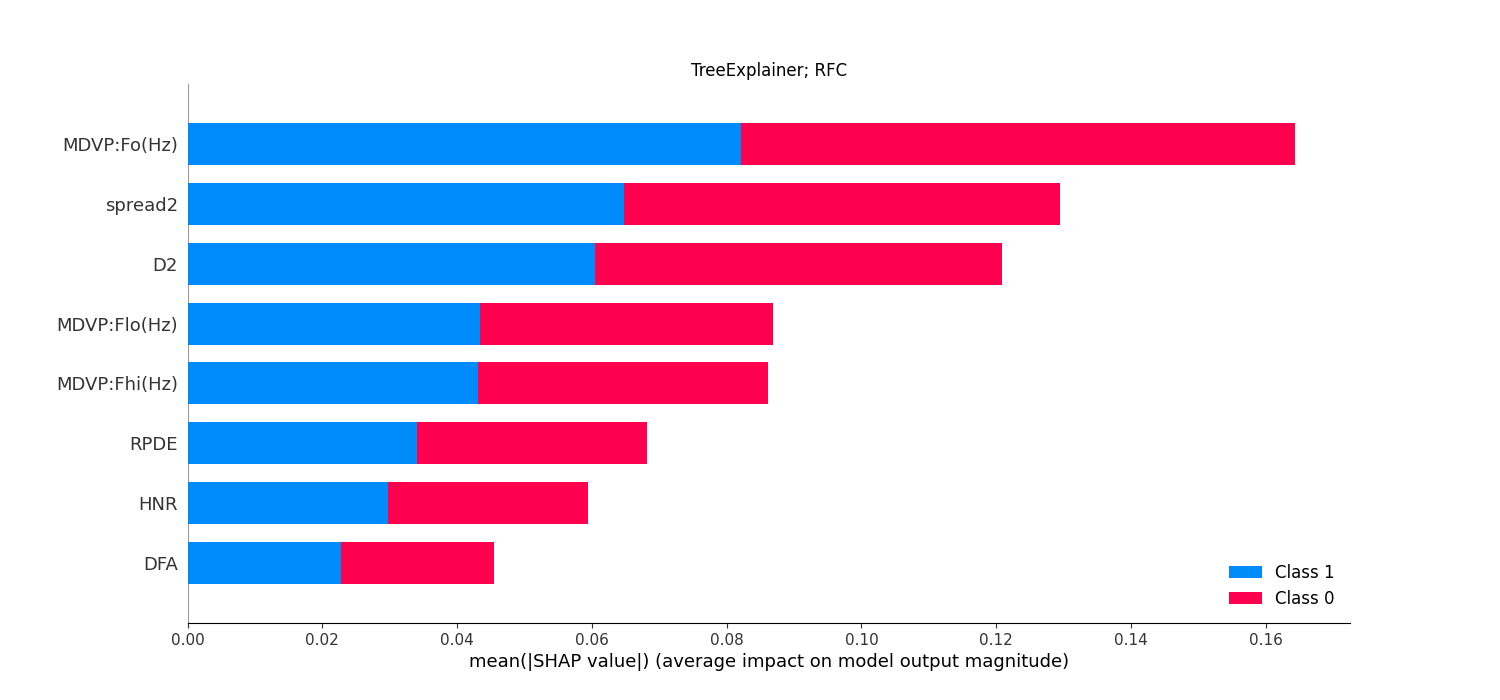 TreeExplainer; RFC
MDVP:Fo(Hz)
spread2
D2
MDVP:Flo(Hz)
MDVP:Fhi(Hz)
RPDE
HNR
DFA
Class 1
Class 0
0.00 0.02 0.04 0.06 0.08 0.10 0.12 0.14 0.16
mean(|SHAP value|) (average impact on model output magnitude)